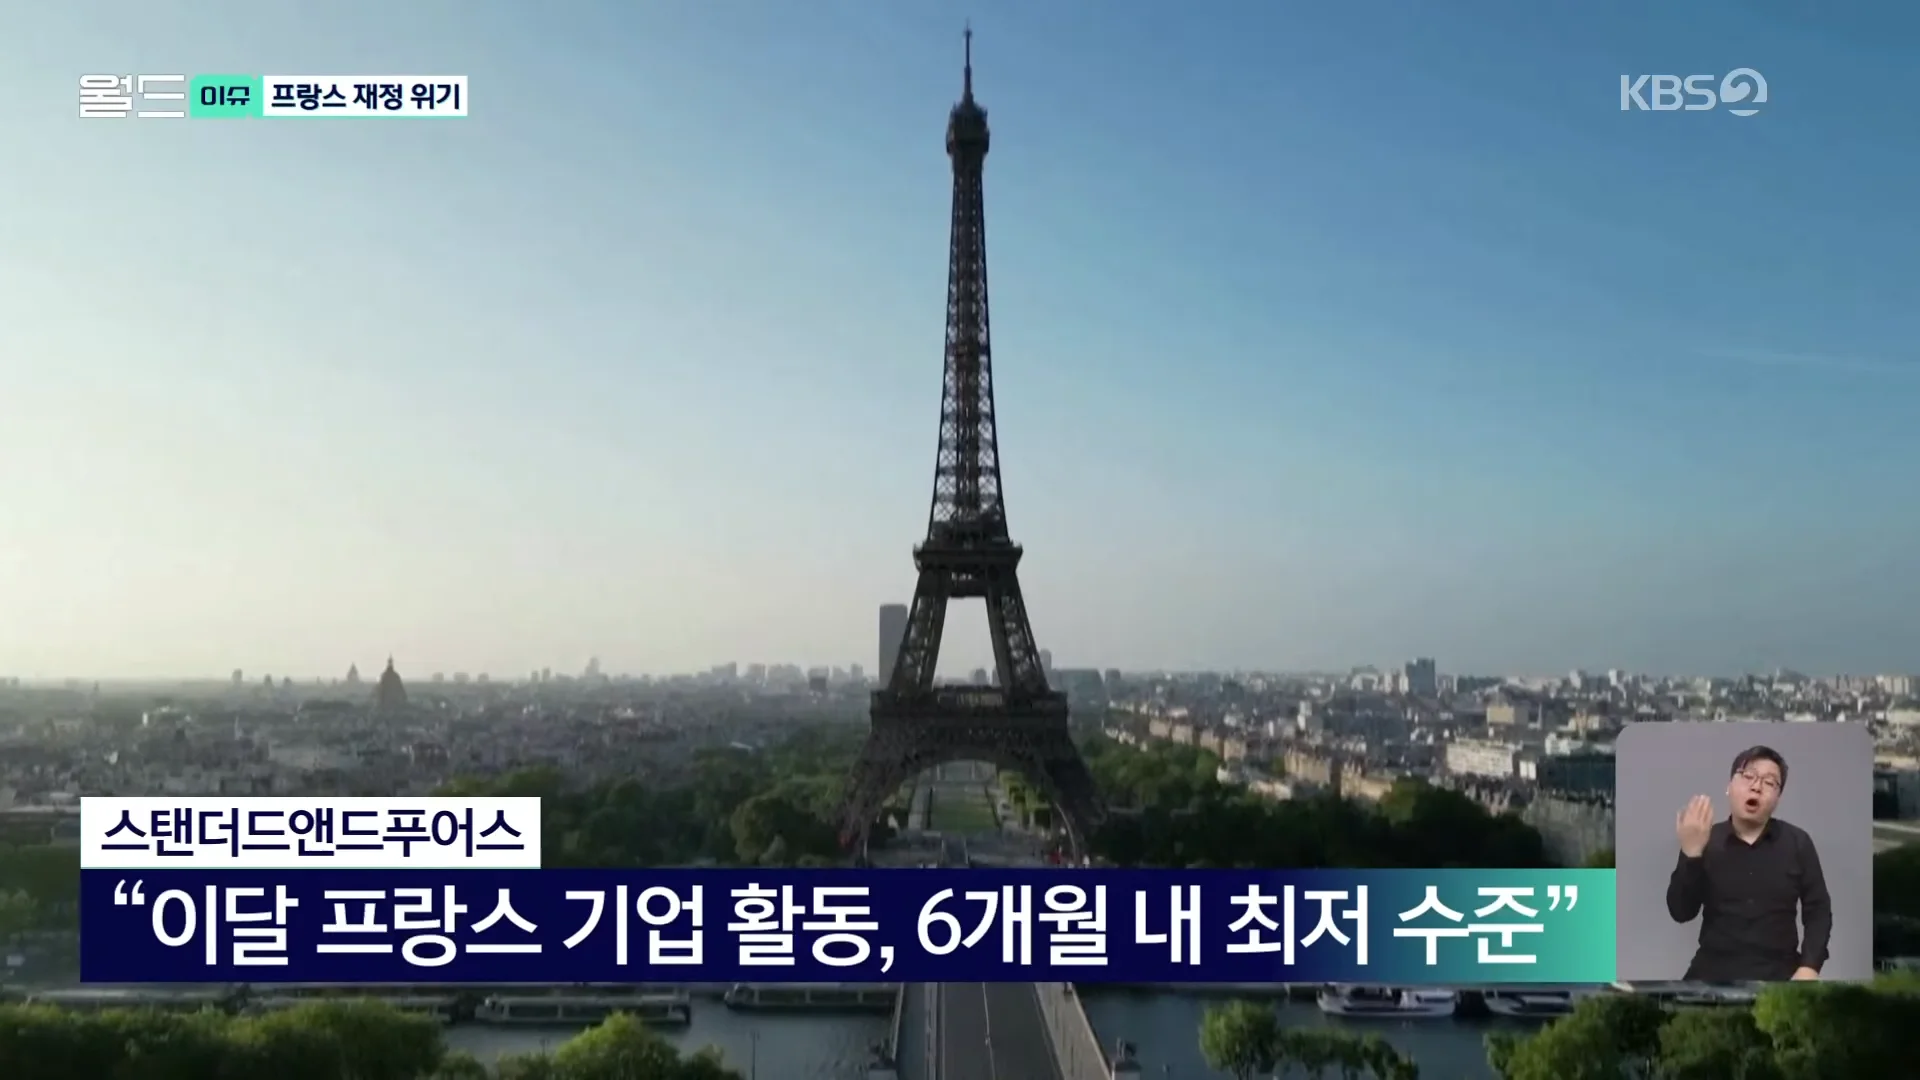 월드 이슈 프랑스 재정 위기
KBS2
스탠더드앤드푸어스
“이달 프랑스 기업 활동, 6개월 내 최저 수준”